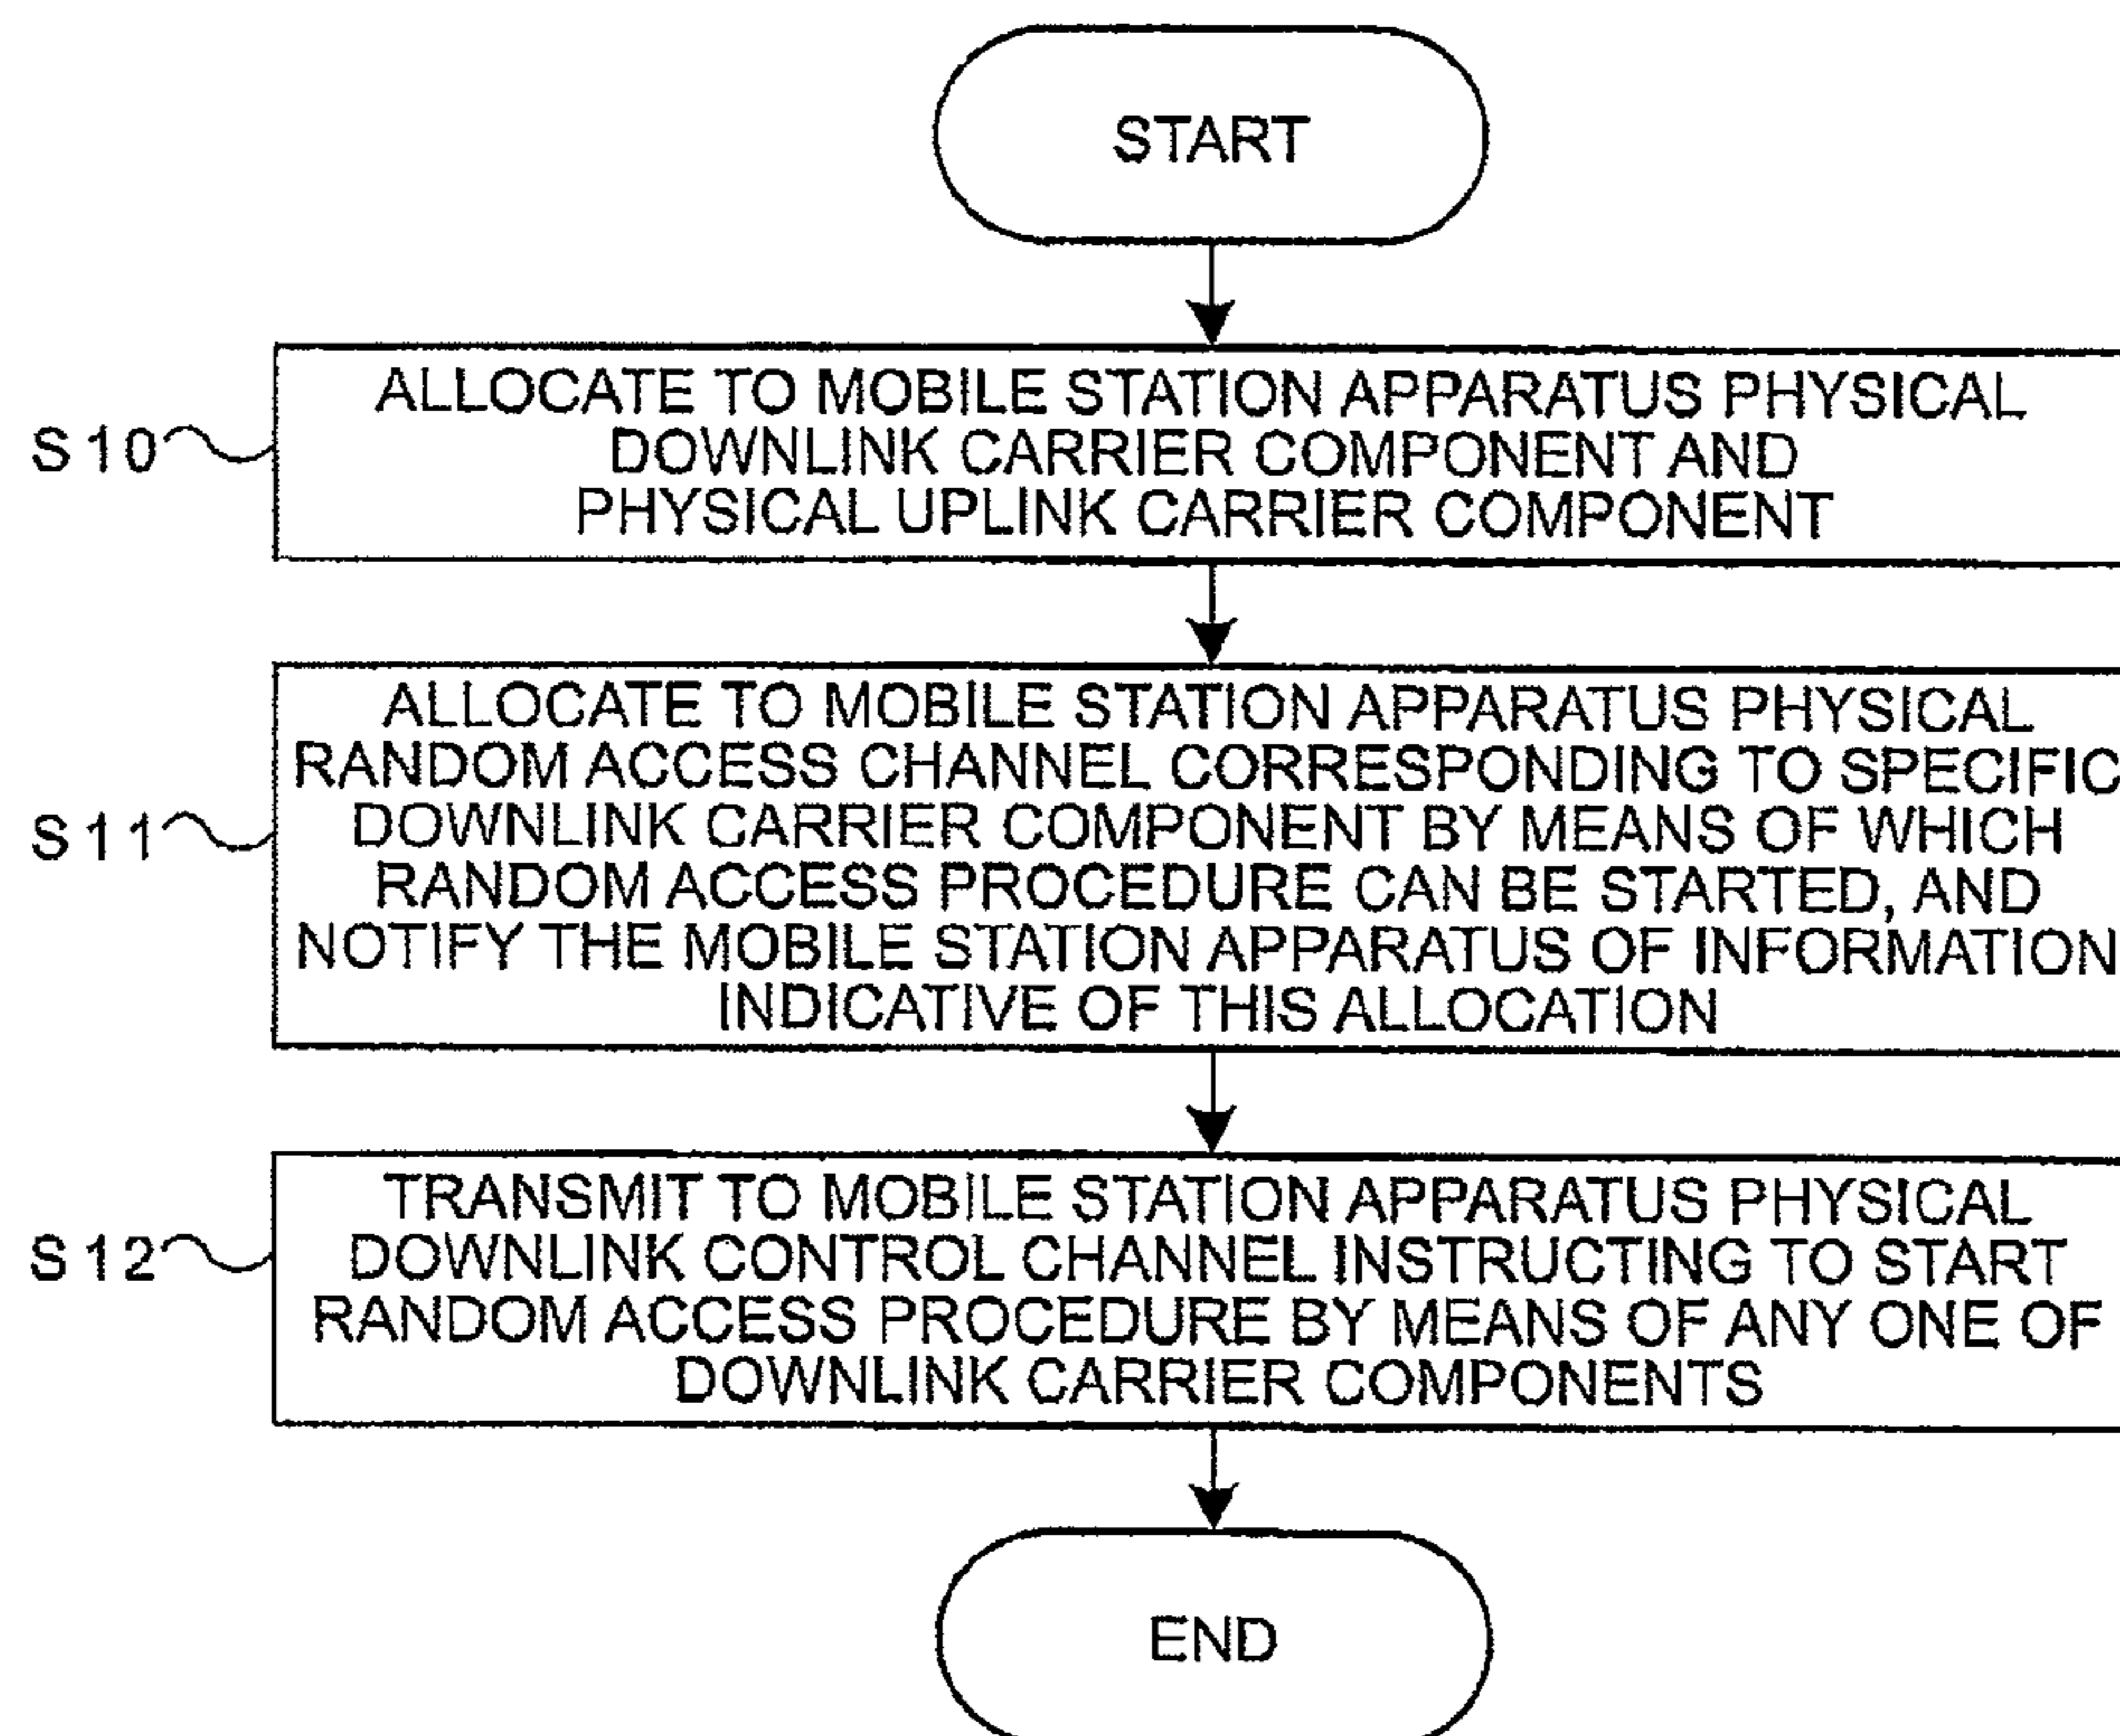 START
ALLOCATE TO MOBILE STATION APPARATUS PHYSICAL
DOWNLINK CARRIER COMPONENT AND
PHYSICAL UPLINK CARRIER COMPONENT
S10
ALLOCATE TO MOBILE STATION APPARATUS PHYSICAL
RANDOM ACCESS CHANNEL CORRESPONDING TO SPECIFIC
DOWNLINK CARRIER COMPONENT BY MEANS OF WHICH
RANDOM ACCESS PROCEDURE CAN BE STARTED, AND
NOTIFY THE MOBILE STATION APPARATUS OF INFORMATION
INDICATIVE OF THIS ALLOCATION
S11
TRANSMIT TO MOBILE STATION APPARATUS PHYSICAL
DOWNLINK CONTROL CHANNEL INSTRUCTING TO START
RANDOM ACCESS PROCEDURE BY MEANS OF ANY ONE OF
DOWNLINK CARRIER COMPONENTS
S12
END